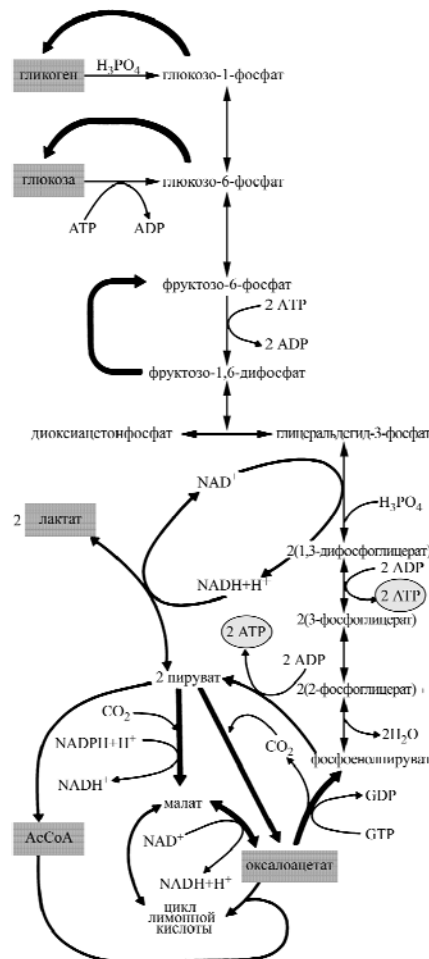 гликоген H₃PO₄ глюкозо-1-фосфат
глюкоза глюкозо-6-фосфат
ATP ADP
фруктозо-6-фосфат
2 ATP
2 ADP
фруктозо-1,6-дифосфат
диоксиацетонфосфат глицеральдегид-3-фосфат
NAD⁺
2 лактат
H₃PO₄
2(1,3-дифосфоглицерат)
NADH+H⁺
2 ADP
2 ATP
2(3-фосфоглицерат)
2 ATP
2 ADP
2 пируват
2(2-фосфоглицерат)
CO₂
2H₂O
CO₂
NADPH+H⁺
фосфоенолпируват
NADH⁺
GDP
малат
AcCoA
NAD⁺
GTP
оксалоацетат
NADH+H⁺
цикл
лимонной
кислоты